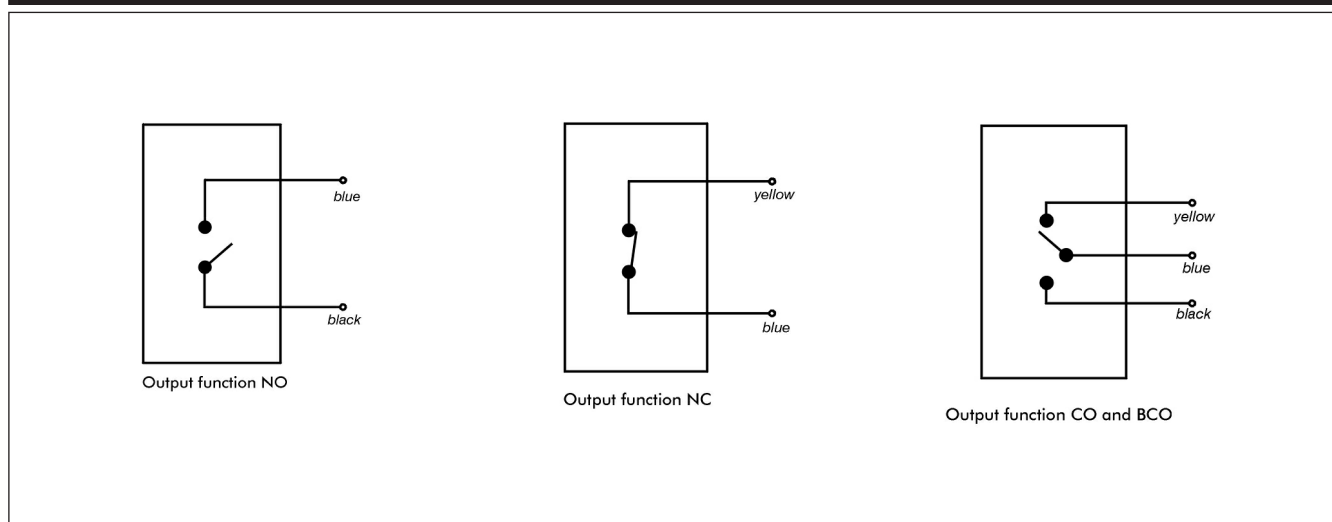 blue
black
Output function NO
yellow
blue
Output function NC
yellow
blue
black
Output function CO and BCO